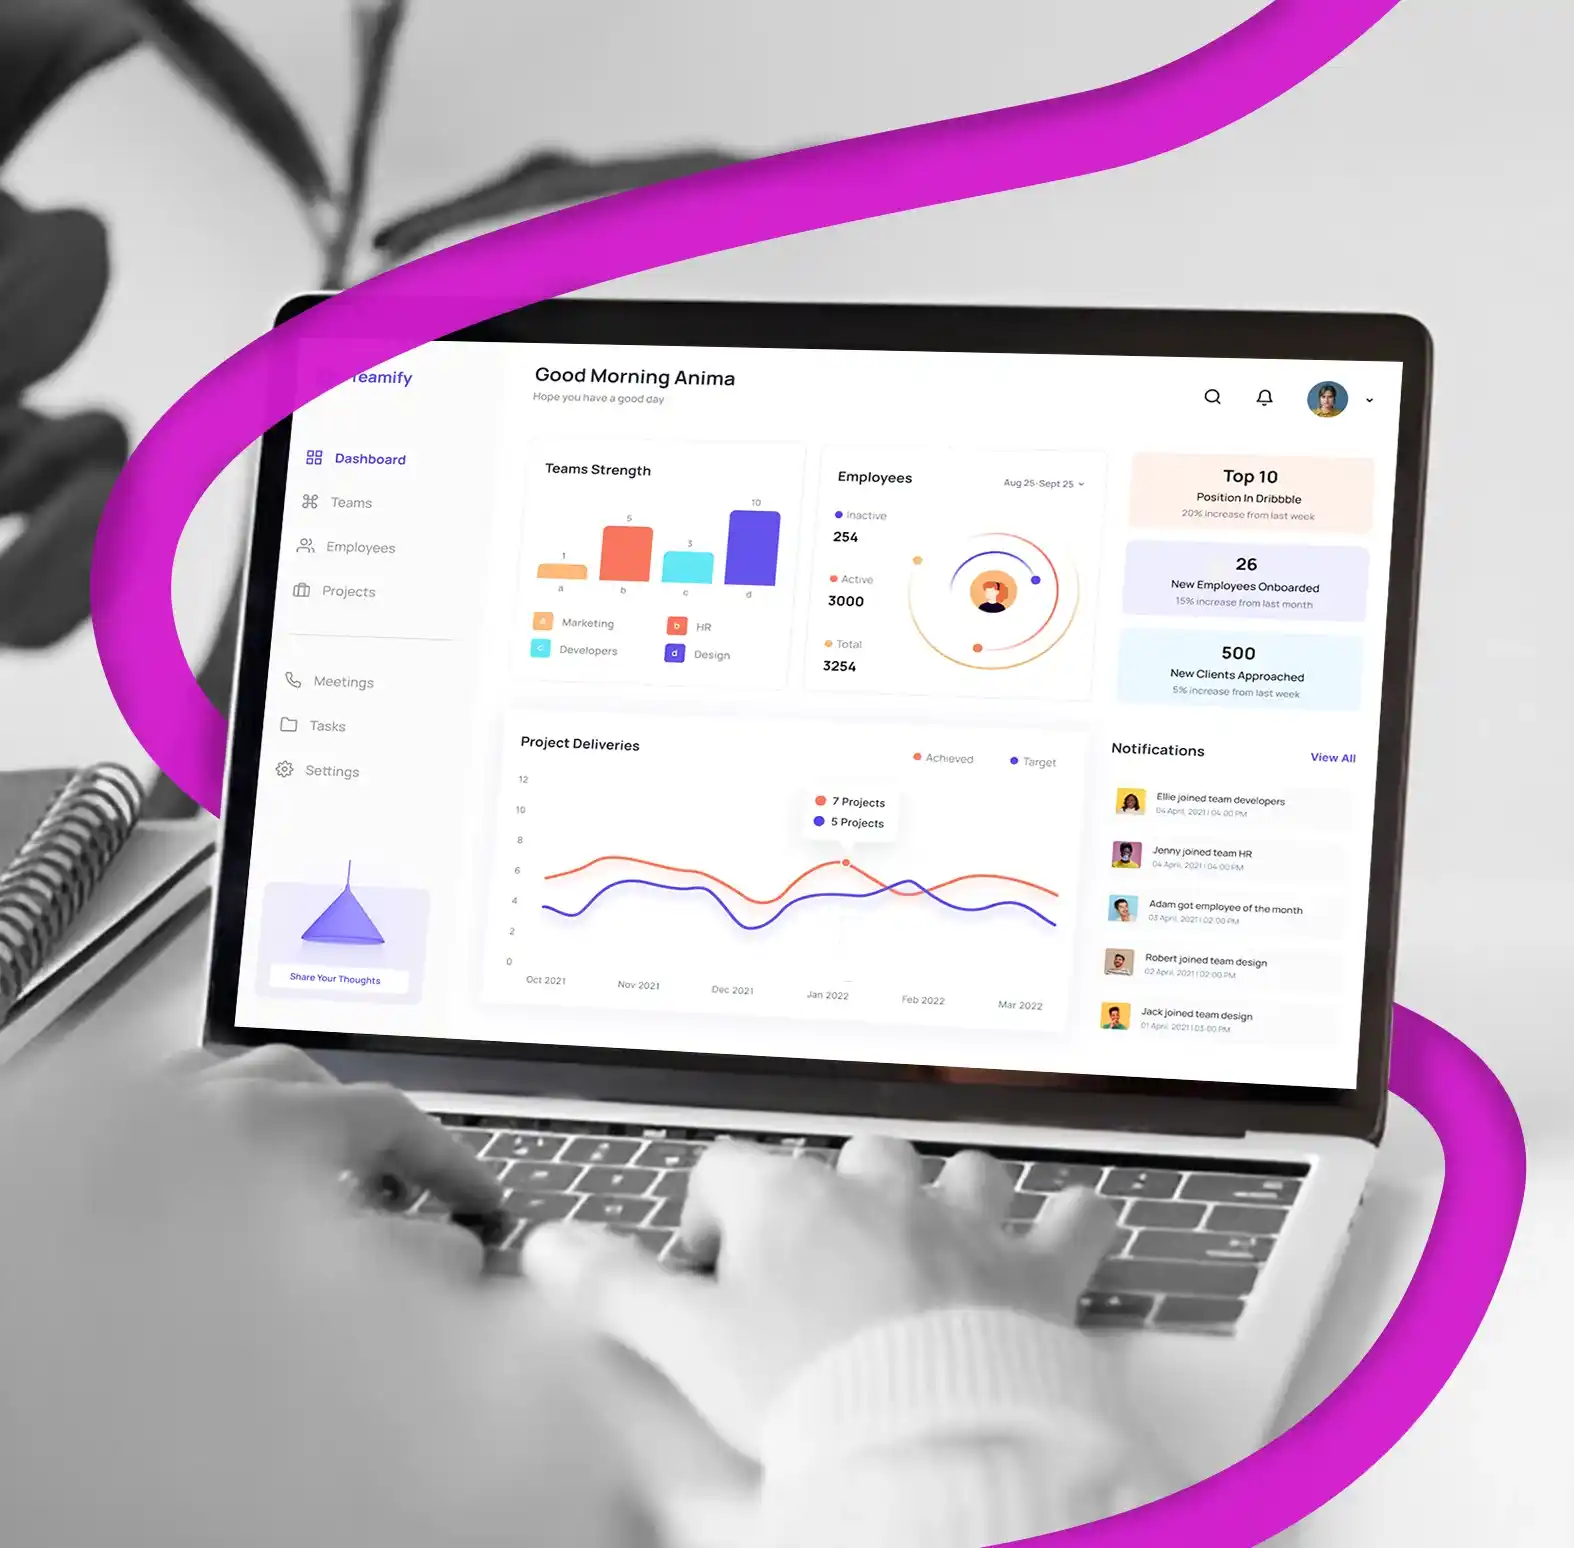 Teamify
Dashboard
Teams
Employees
Projects
Meetings
Tasks
Settings
Share Your Thoughts
Good Morning Anima
Hope you have a good day
Teams Strength
1
5
3
10
a
b
c
d
a Marketing
b HR
c Developers
d Design
Employees
Aug 25-Sept 25
Inactive
254
Active
3000
Total
3254
Top 10
Position In Dribbble
20% increase from last week
26
New Employees Onboarded
15% increase from last month
500
New Clients Approached
5% increase from last week
Project Deliveries
Achieved
Target
7 Projects
5 Projects
12
10
8
6
4
2
0
Oct 2021
Nov 2021
Dec 2021
Jan 2022
Feb 2022
Mar 2022
Notifications
View All
Ellie joined team developers
04 April, 2021 | 04:00 PM
Jenny joined team HR
04 April, 2021 | 04:00 PM
Adam got employee of the month
03 April, 2021 | 02:00 PM
Robert joined team design
02 April, 2021 | 02:00 PM
Jack joined team design
01 April, 2021 | 03:00 PM